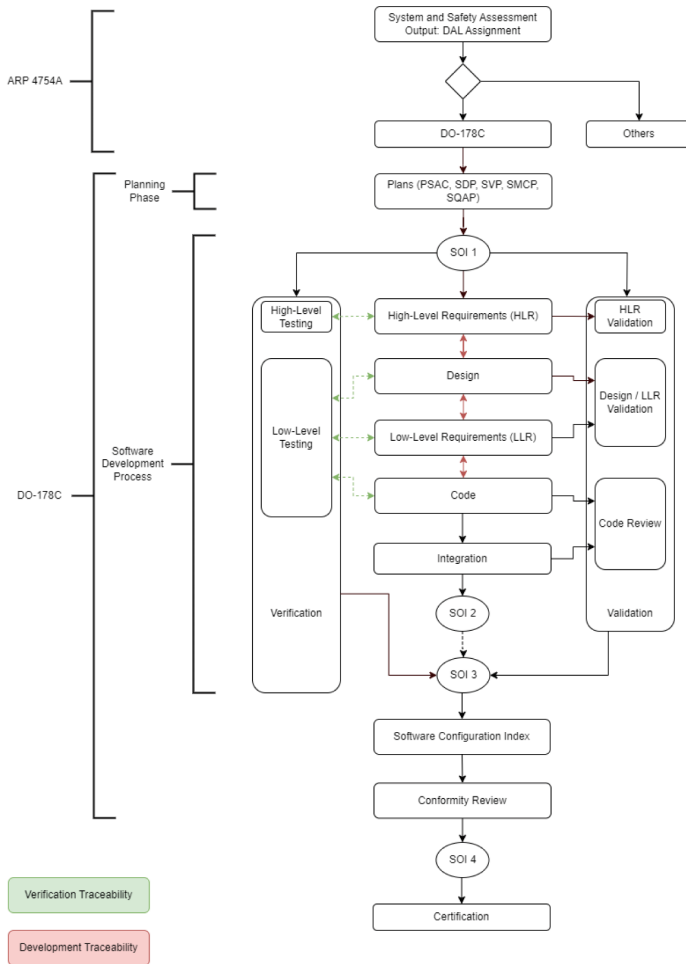 System and Safety Assessment
Output: DAL Assignment
ARP 4754A
DO-178C
Others
Planning
Phase
Plans (PSAC, SDP, SVP, SMCP,
SQAP)
SOI 1
High-Level
Testing
High-Level Requirements (HLR)
HLR
Validation
Design
Design / LLR
Validation
Low-Level
Testing
Low-Level Requirements (LLR)
Software
Development
Process
DO-178C
Code
Code Review
Integration
Verification
SOI 2
Validation
SOI 3
Software Configuration Index
Conformity Review
SOI 4
Verification Traceability
Certification
Development Traceability